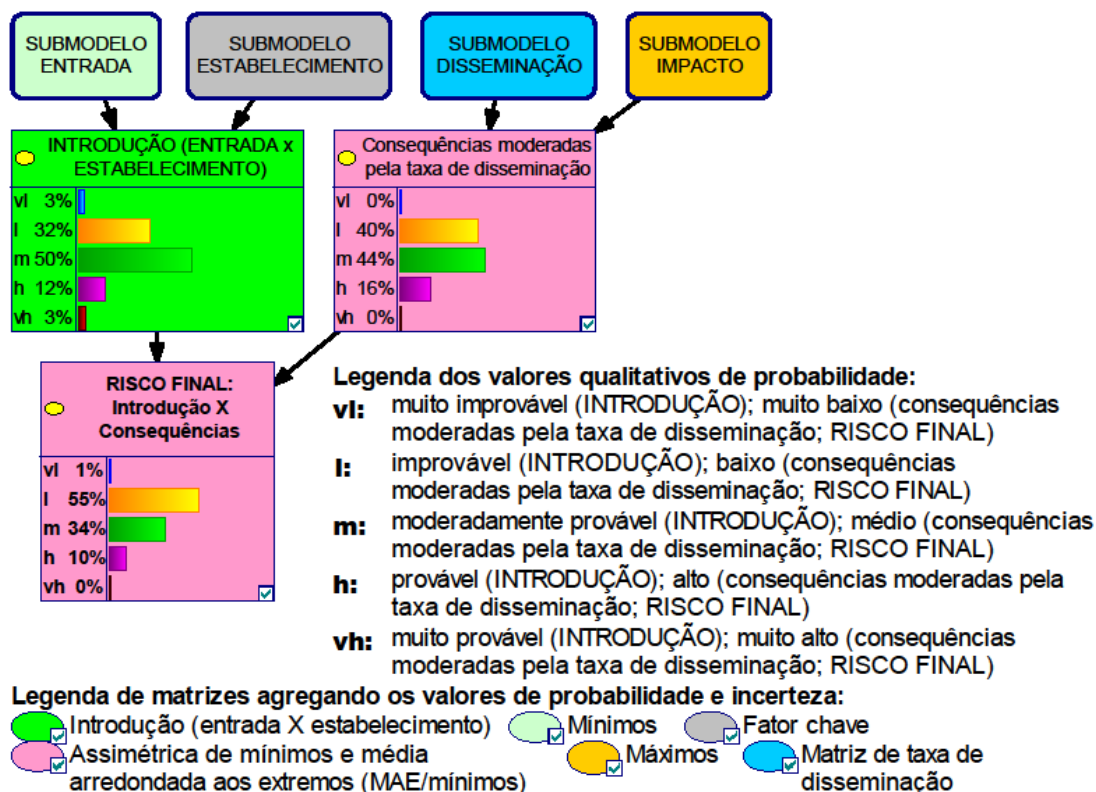 SUBMODELO
ENTRADA
SUBMODELO
ESTABELECIMENTO
SUBMODELO
DISSEMINAÇÃO
SUBMODELO
IMPACTO
INTRODUÇÃO (ENTRADA x
ESTABELECIMENTO)
vl 3%
l 32%
m 50%
h 12%
vh 3%
Consequências moderadas
pela taxa de disseminação
vl 0%
l 40%
m 44%
h 16%
vh 0%
RISCO FINAL:
Introdução X
Consequências
vl 1%
l 55%
m 34%
h 10%
vh 0%
Legenda dos valores qualitativos de probabilidade:
vl: muito improvável (INTRODUÇÃO); muito baixo (consequências
moderadas pela taxa de disseminação; RISCO FINAL)
l: improvável (INTRODUÇÃO); baixo (consequências
moderadas pela taxa de disseminação; RISCO FINAL)
m: moderadamente provável (INTRODUÇÃO); médio (consequências
moderadas pela taxa de disseminação; RISCO FINAL)
h: provável (INTRODUÇÃO); alto (consequências moderadas pela
taxa de disseminação; RISCO FINAL)
vh: muito provável (INTRODUÇÃO); muito alto (consequências
moderadas pela taxa de disseminação; RISCO FINAL)
Legenda de matrizes agregando os valores de probabilidade e incerteza:
Introdução (entrada X estabelecimento) Mínimos Fator chave
Assimétrica de mínimos e média Máximos Matriz de taxa de
arredondada aos extremos (MAE/mínimos) disseminação